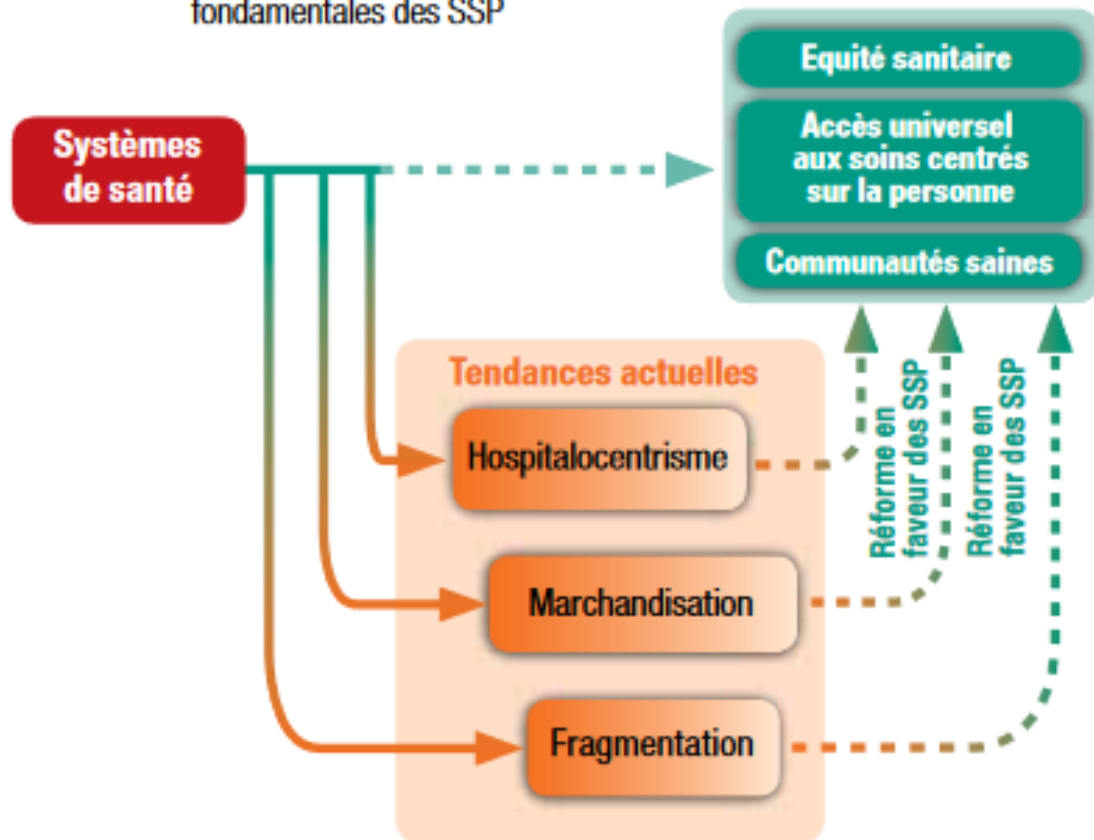 fondamentales des SSP
Systèmes
de santé
Equité sanitaire
Accès universel
aux soins centrés
sur la personne
Communautés saines
Tendances actuelles
Hospitalocentrisme
Marchandisation
Fragmentation
Réforme en
faveur des SSP
Réforme en
faveur des SSP